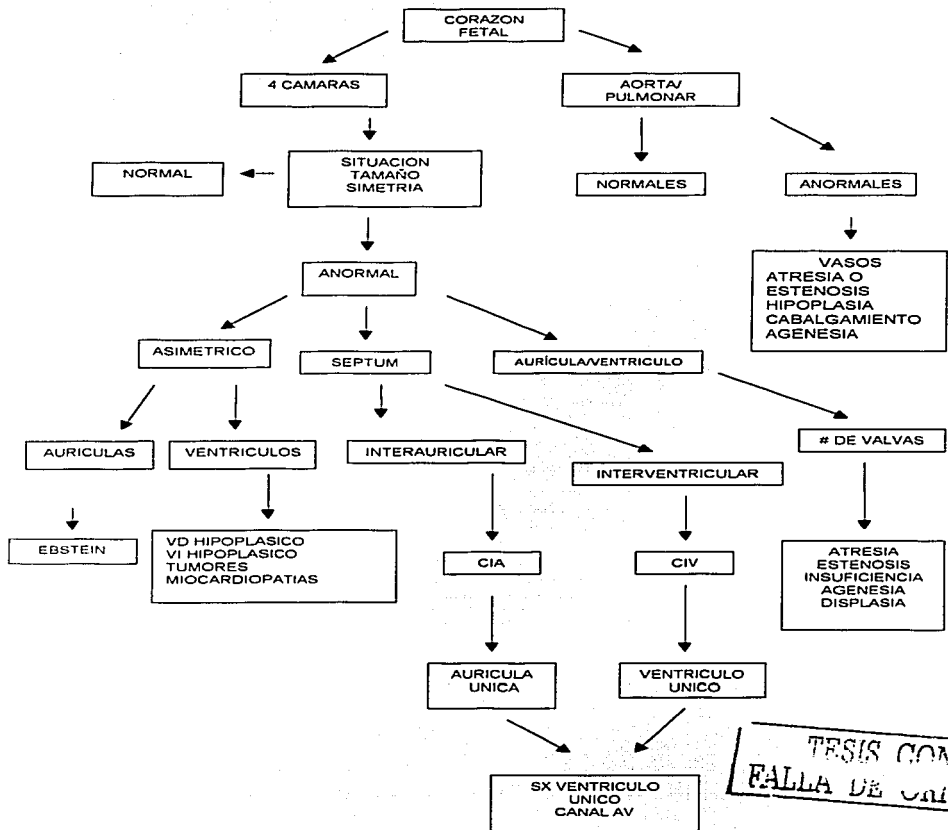 CORAZON
FETAL
4 CAMARAS
AORTA/
PULMONAR
NORMAL
SITUACION
TAMAÑO
SIMETRIA
NORMALES
ANORMALES
ANORMAL
VASOS
ATRESIA O
ESTENOSIS
HIPOPLASIA
CABALGAMIENTO
AGENESIA
ASIMETRICO
SEPTUM
AURÍCULA/VENTRICULO
AURICULAS
VENTRICULOS
INTERAURICULAR
INTERVENTRICULAR
# DE VALVAS
EBSTEIN
VD HIPOPLASICO
VI HIPOPLASICO
TUMORES
MIOCARDIOPATIAS
CIA
CIV
ATRESIA
ESTENOSIS
INSUFICIENCIA
AGENESIA
DISPLASIA
AURICULA
UNICA
VENTRICULO
UNICO
SX VENTRICULO
UNICO
CANAL AV
TESIS CON
FALLA DE